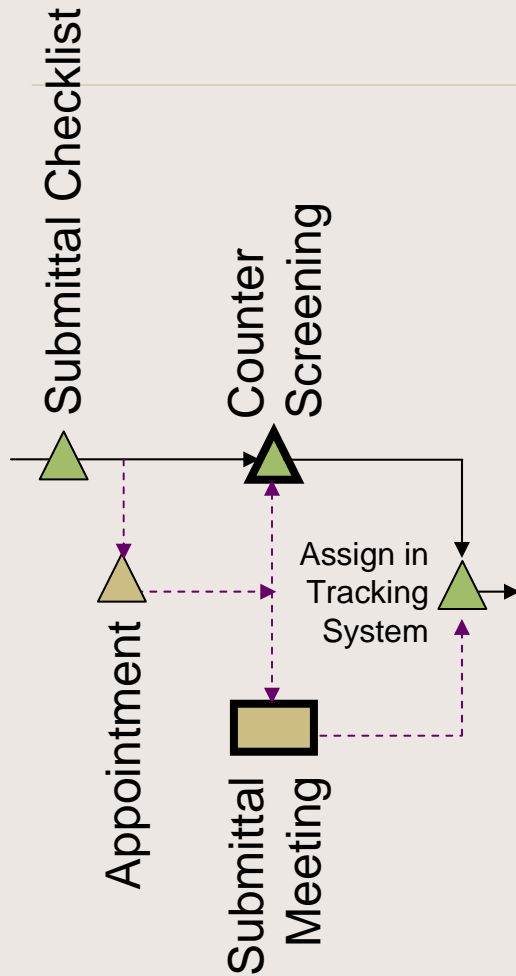 Submittal Checklist
Counter
Screening
Assign in
Tracking
System
Appointment
Submittal
Meeting